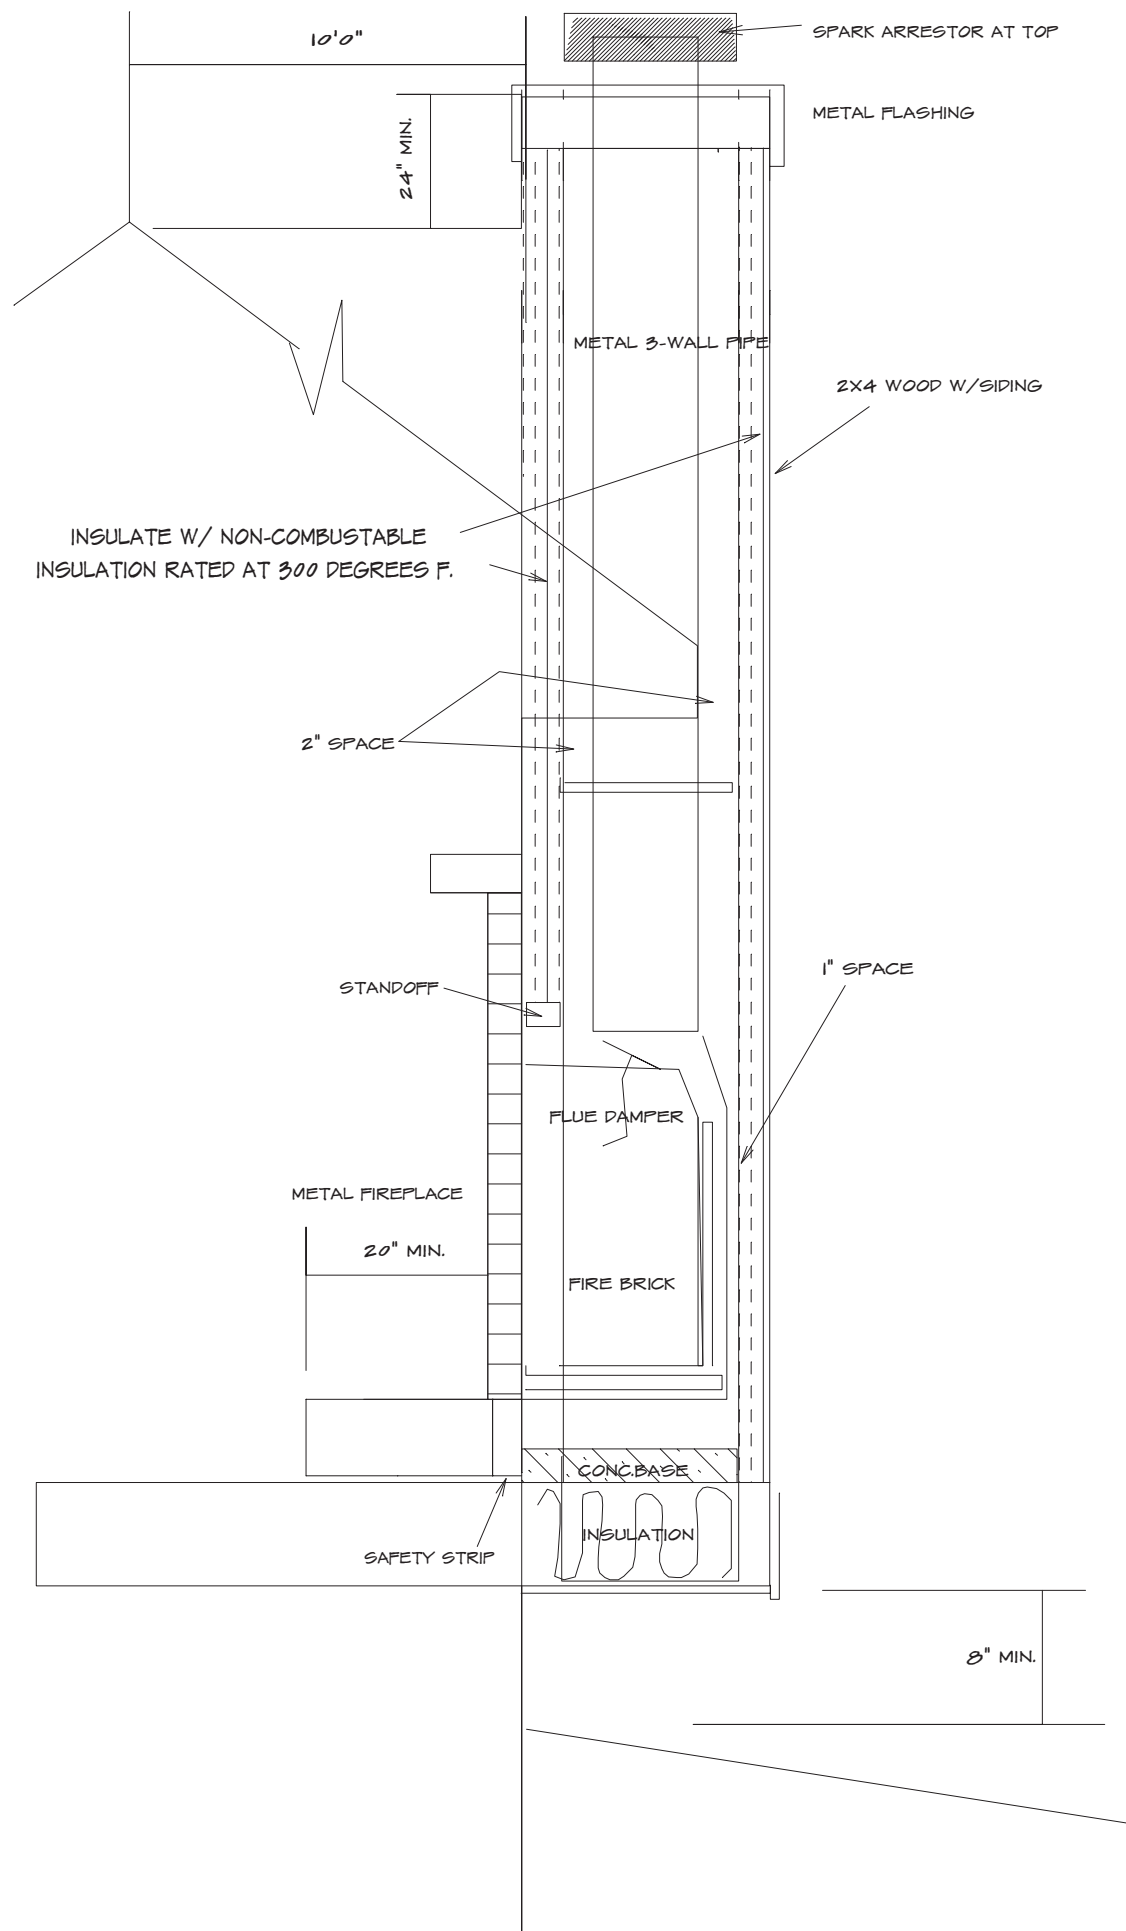 SPARK ARRESTOR AT TOP
10'0"
METAL FLASHING
24" MIN.
METAL 3-WALL PIPE
2X4 WOOD W/SIDING
INSULATE W/ NON-COMBUSTABLE
INSULATION RATED AT 300 DEGREES F.
2" SPACE
1" SPACE
STANDOFF
FLUE DAMPER
METAL FIREPLACE
20" MIN.
FIRE BRICK
CONC.BASE
INSULATION
SAFETY STRIP
8" MIN.